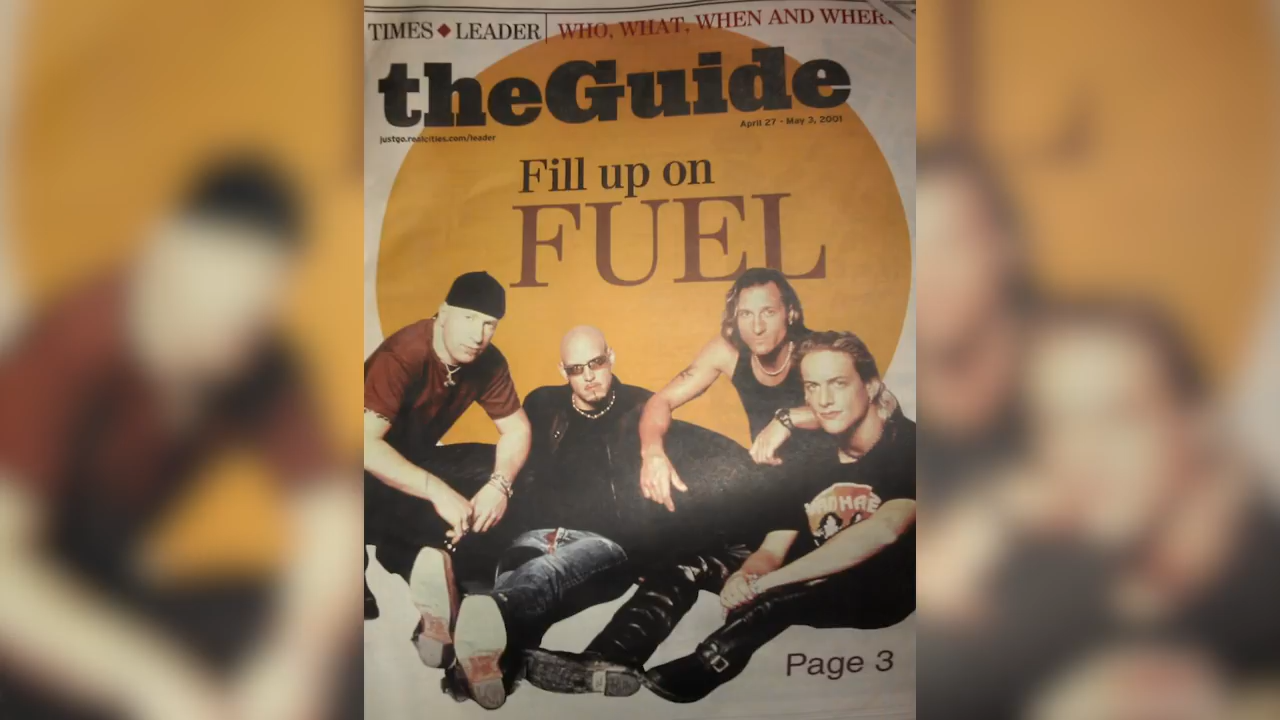 TIMES♦LEADER | WHO, WHAT, WHEN AND WHERE
theGuide
justgo.realcities.com/leader
April 27 - May 3, 2001
Fill up on
FUEL
Page 3